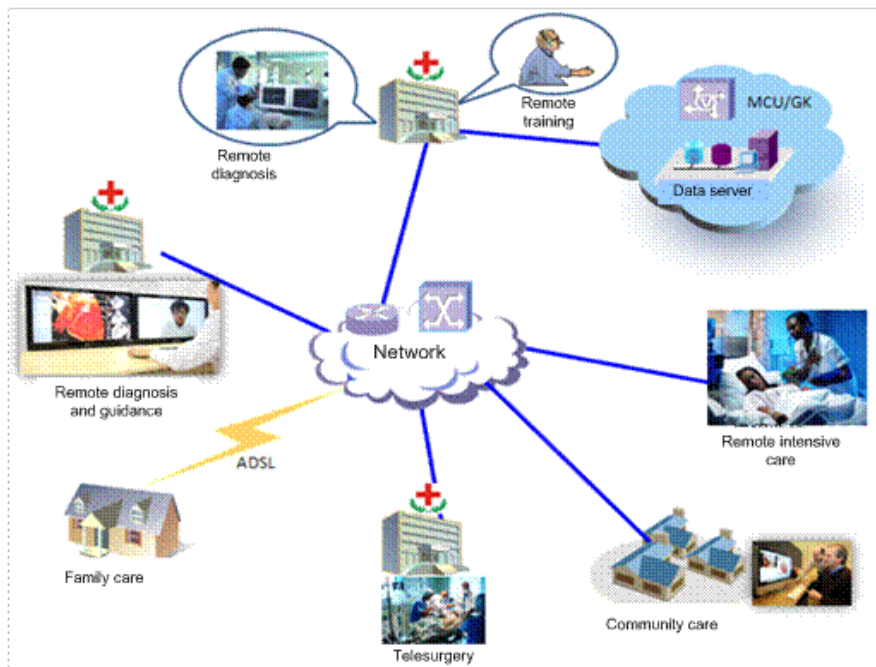 Remote
training
MCU/GK
Remote
diagnosis
Data server
Network
Remote diagnosis
and guidance
Remote intensive
care
ADSL
Family care
Community care
Telesurgery